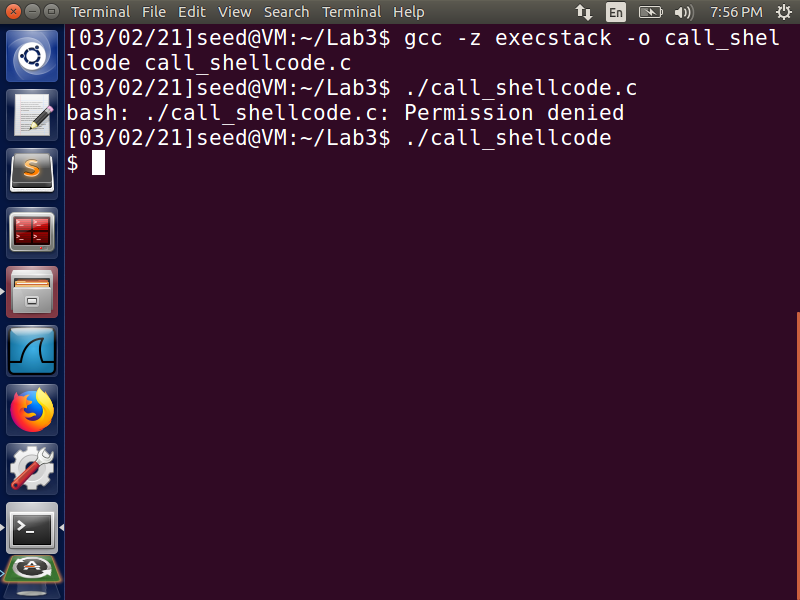 Terminal File Edit View Search Terminal Help En 7:56 PM
[03/02/21]seed@VM:~/Lab3$ gcc -z execstack -o call_shel
lcode call_shellcode.c
[03/02/21]seed@VM:~/Lab3$ ./call_shellcode.c
bash: ./call_shellcode.c: Permission denied
[03/02/21]seed@VM:~/Lab3$ ./call_shellcode
$